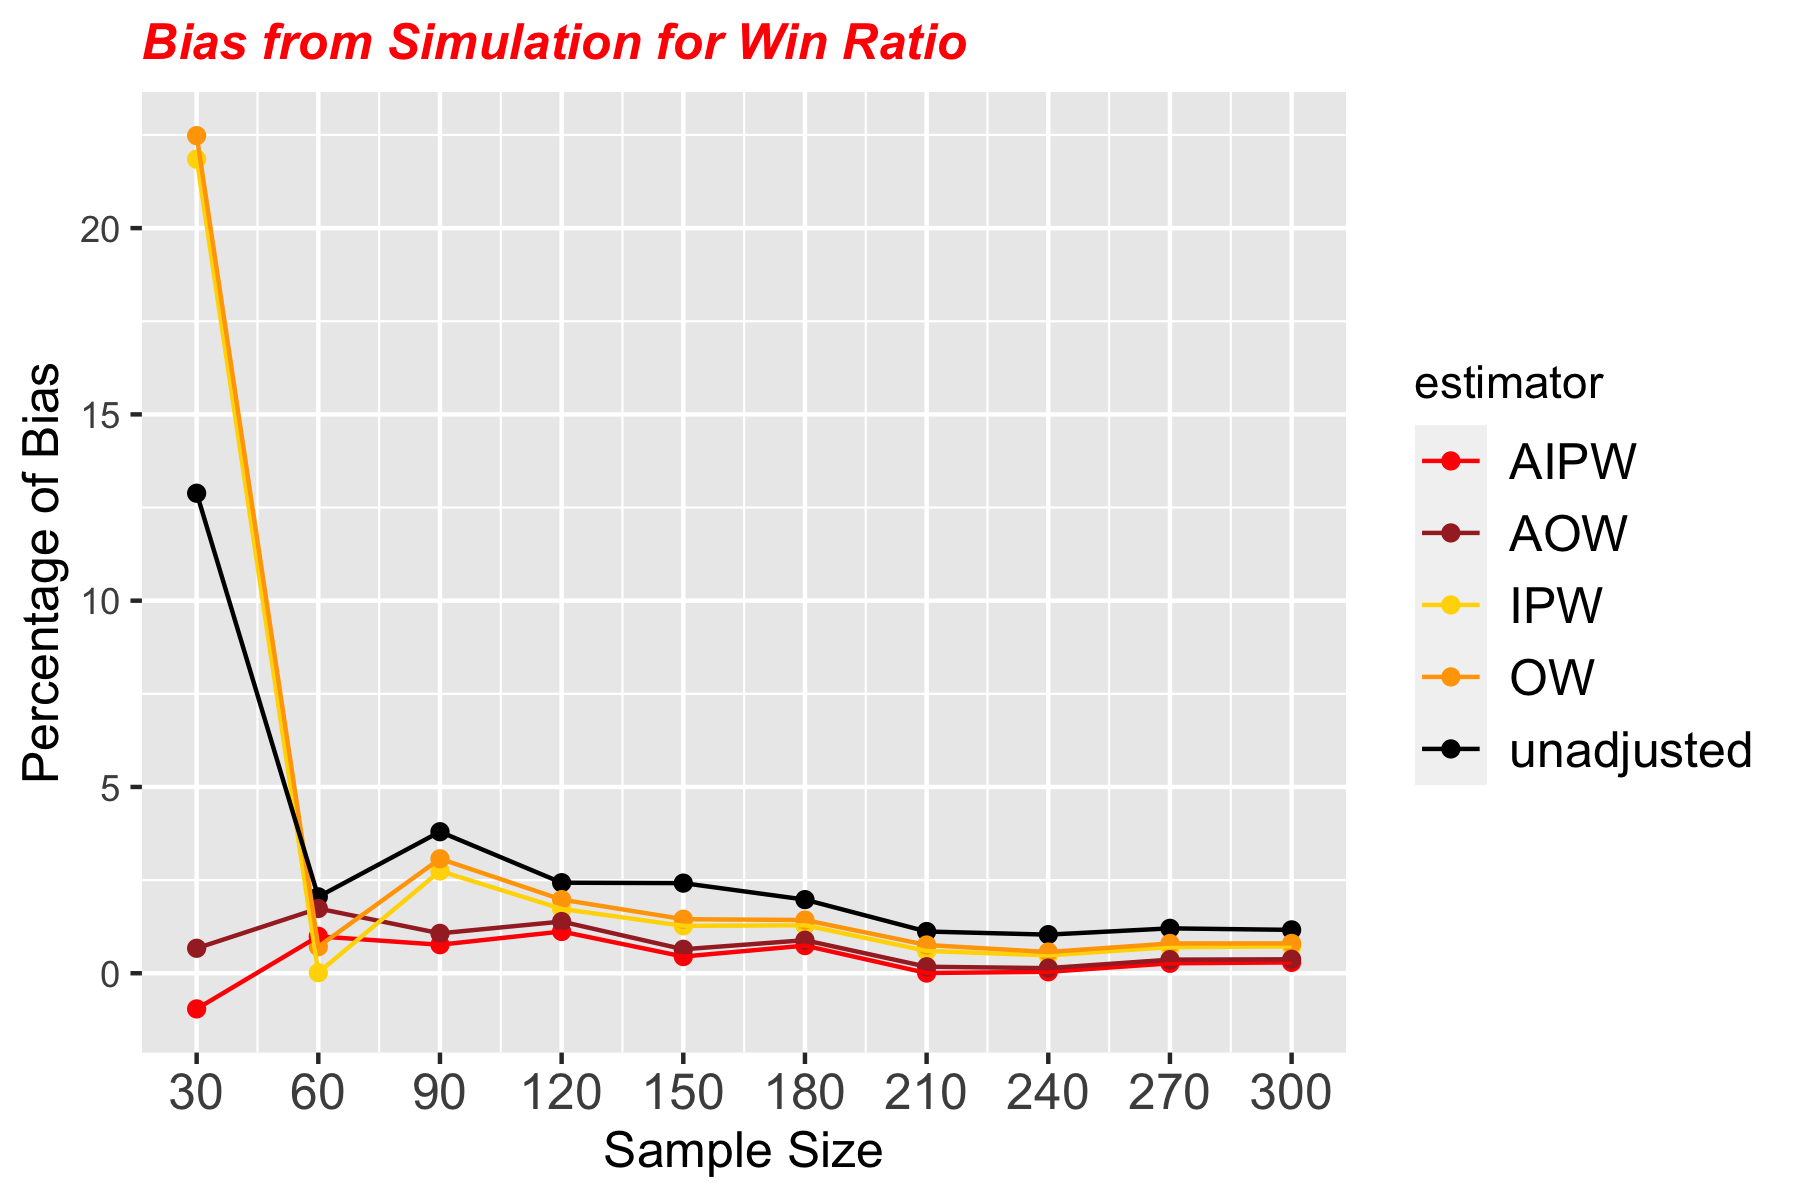 Bias from Simulation for Win Ratio
Percentage of Bias
20
15
10
5
0
30 60 90 120 150 180 210 240 270 300
Sample Size
estimator
AIPW
AOW
IPW
OW
unadjusted